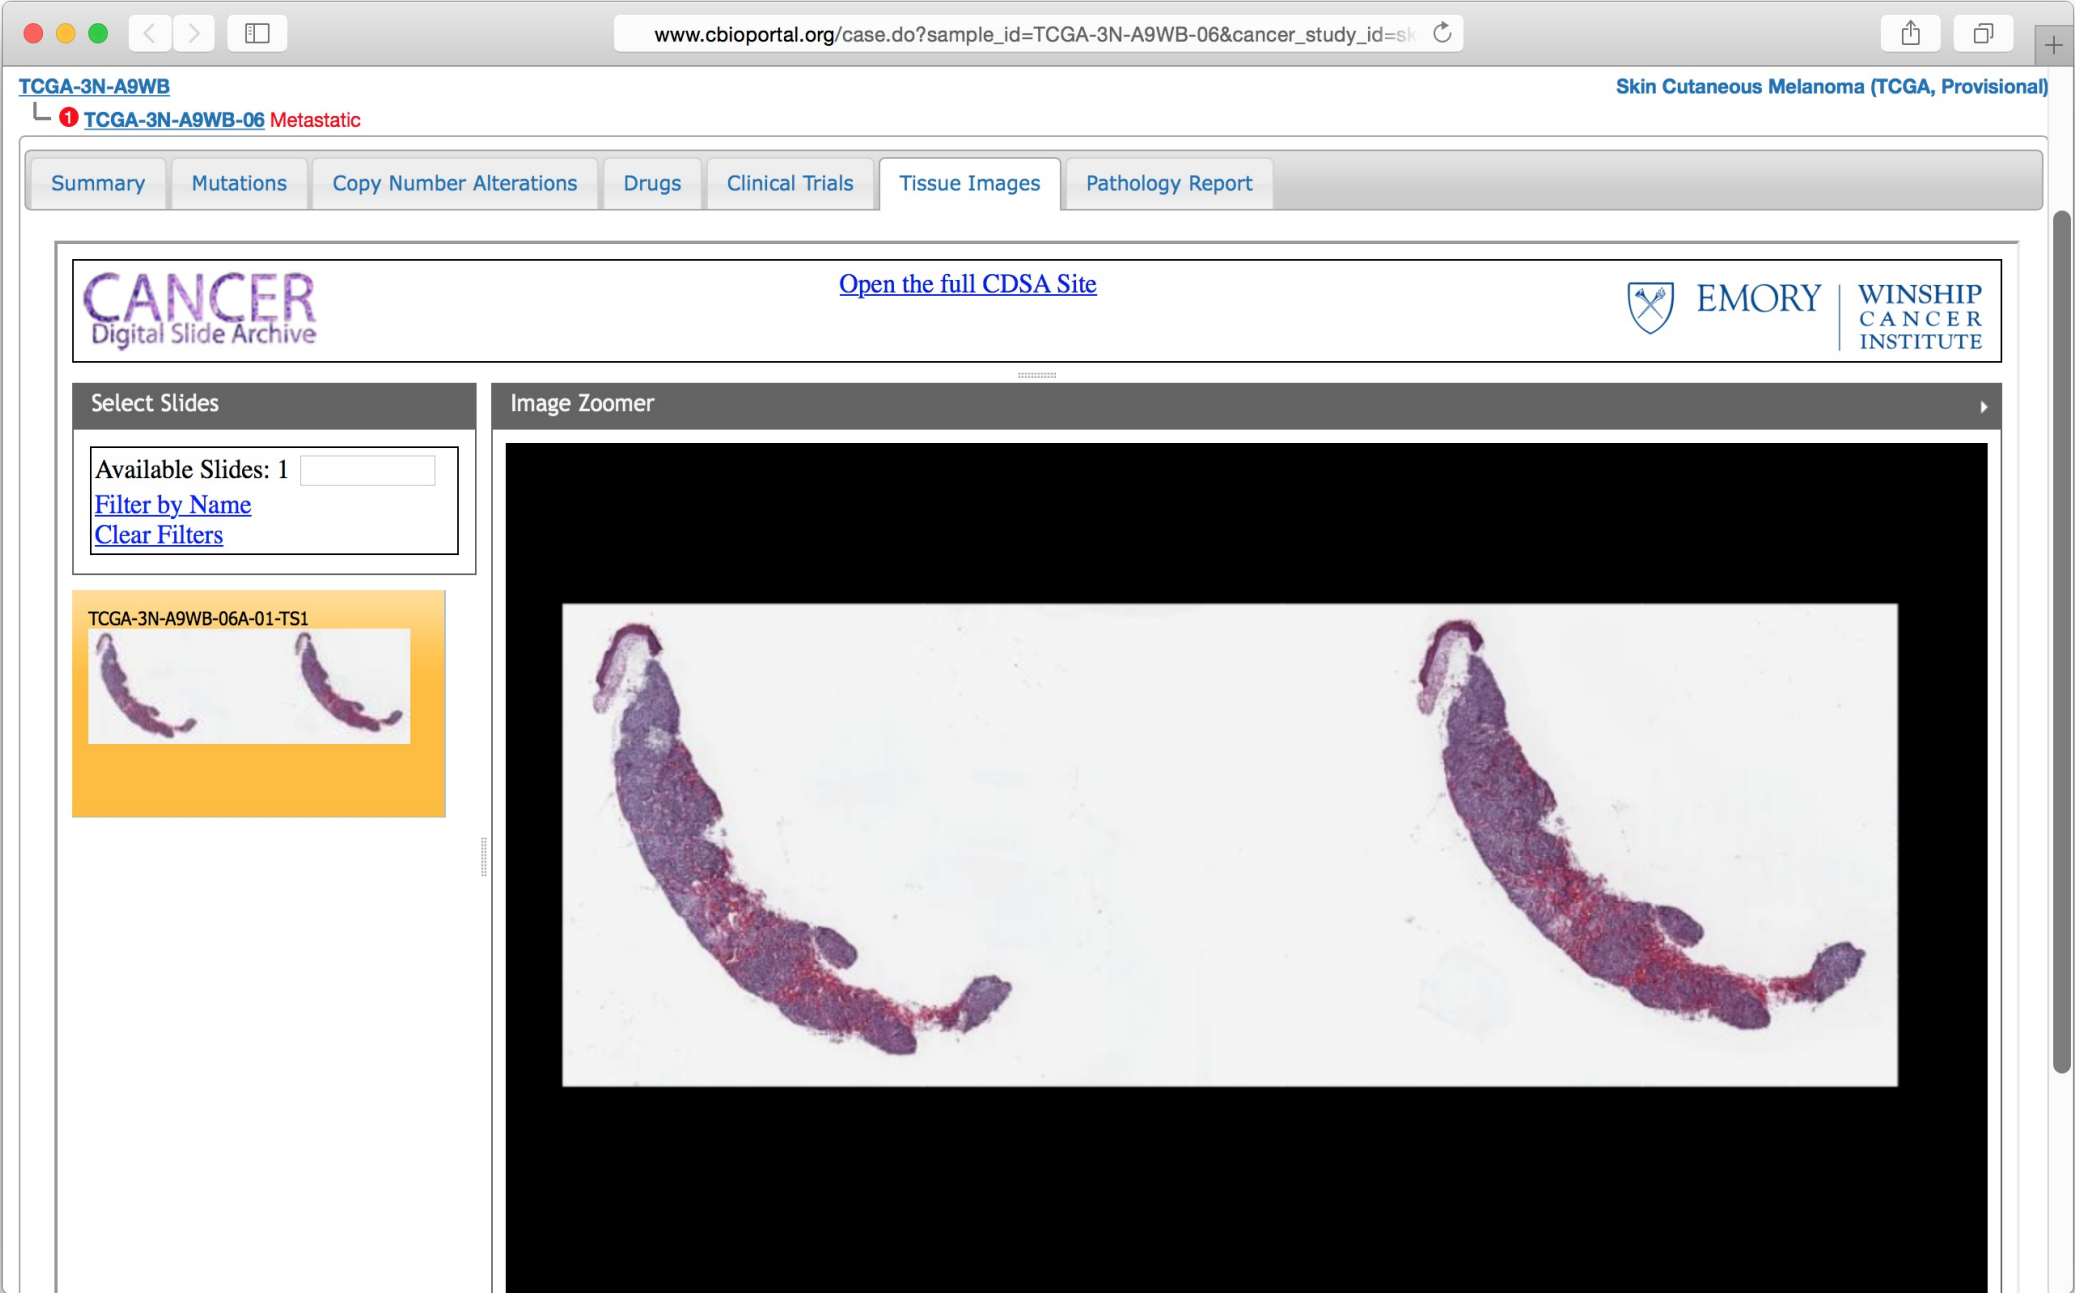 www.cbioportal.org/case.do?sample_id=TCGA-3N-A9WB-06&cancer_study_id=sk
TCGA-3N-A9WB
Skin Cutaneous Melanoma (TCGA, Provisional)
1 TCGA-3N-A9WB-06 Metastatic
Summary Mutations Copy Number Alterations Drugs Clinical Trials Tissue Images Pathology Report
CANCER
Digital Slide Archive
Open the full CDSA Site
EMORY
WINSHIP
CANCER
INSTITUTE
Select Slides
Image Zoomer
Available Slides: 1
Filter by Name
Clear Filters
TCGA-3N-A9WB-06A-01-TS1